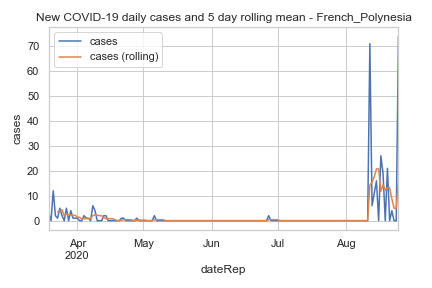 New COVID-19 daily cases and 5 day rolling mean - French_Polynesia
cases
cases (rolling)
70
60
50
40
30
20
10
0
cases
Apr
2020
May
Jun
Jul
Aug
dateRep